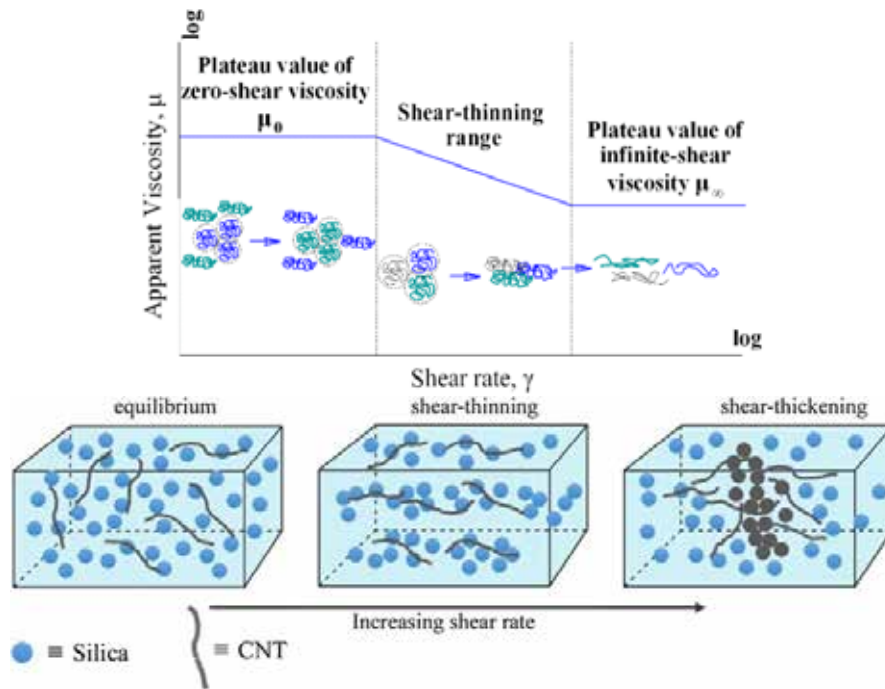 log
Plateau value of
zero-shear viscosity
μ₀
Shear-thinning
range
Plateau value of
infinite-shear
viscosity μ∞
Apparent Viscosity, μ
log
Shear rate, γ
equilibrium
shear-thinning
shear-thickening
Increasing shear rate
≡ Silica
≡ CNT